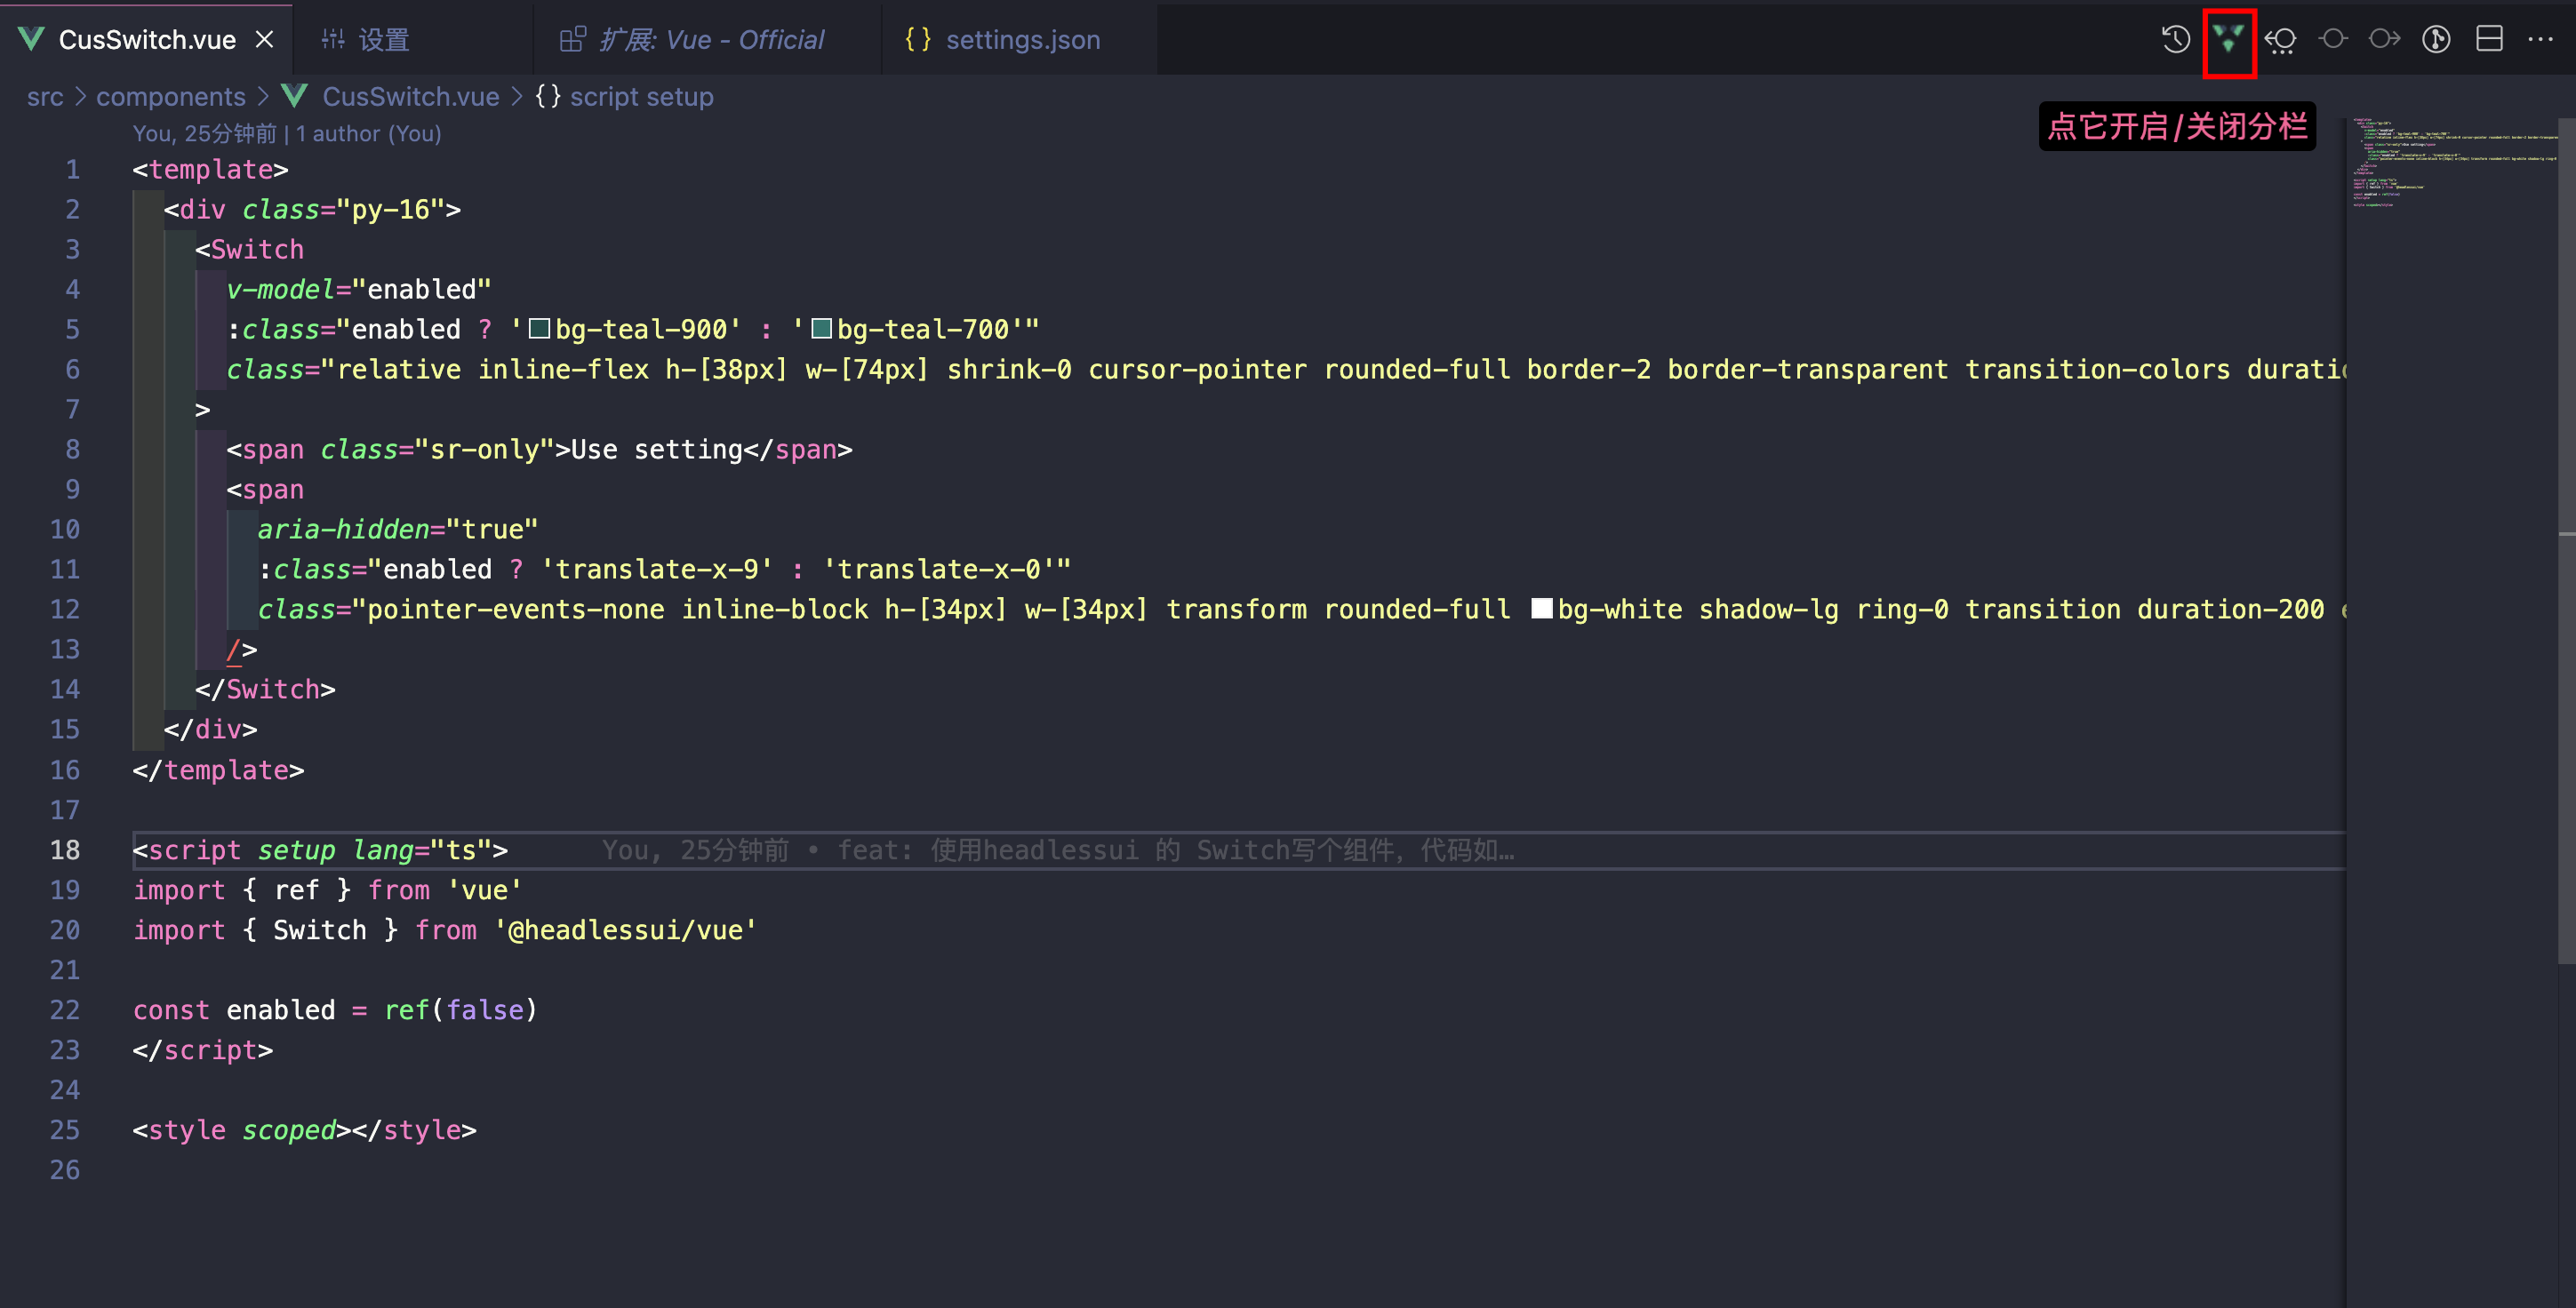 CusSwitch.vue
设置
扩展: Vue - Official
{} settings.json
src > components > CusSwitch.vue > {} script setup
点它开启/关闭分栏
You, 25分钟前 | 1 author (You)
1 <template>
2 <div class="py-16">
3 <Switch
4 v-model="enabled"
5 :class="enabled ? 'bg-teal-900' : 'bg-teal-700'"
6 class="relative inline-flex h-[38px] w-[74px] shrink-0 cursor-pointer rounded-full border-2 border-transparent transition-colors duratio
7 >
8 <span class="sr-only">Use setting</span>
9 <span
10 aria-hidden="true"
11 :class="enabled ? 'translate-x-9' : 'translate-x-0'"
12 class="pointer-events-none inline-block h-[34px] w-[34px] transform rounded-full bg-white shadow-lg ring-0 transition duration-200 e
13 />
14 </Switch>
15 </div>
16 </template>
17
18 <script setup lang="ts"> You, 25分钟前 • feat: 使用headlessui 的 Switch写个组件, 代码如…
19 import { ref } from 'vue'
20 import { Switch } from '@headlessui/vue'
21
22 const enabled = ref(false)
23 </script>
24
25 <style scoped></style>
26